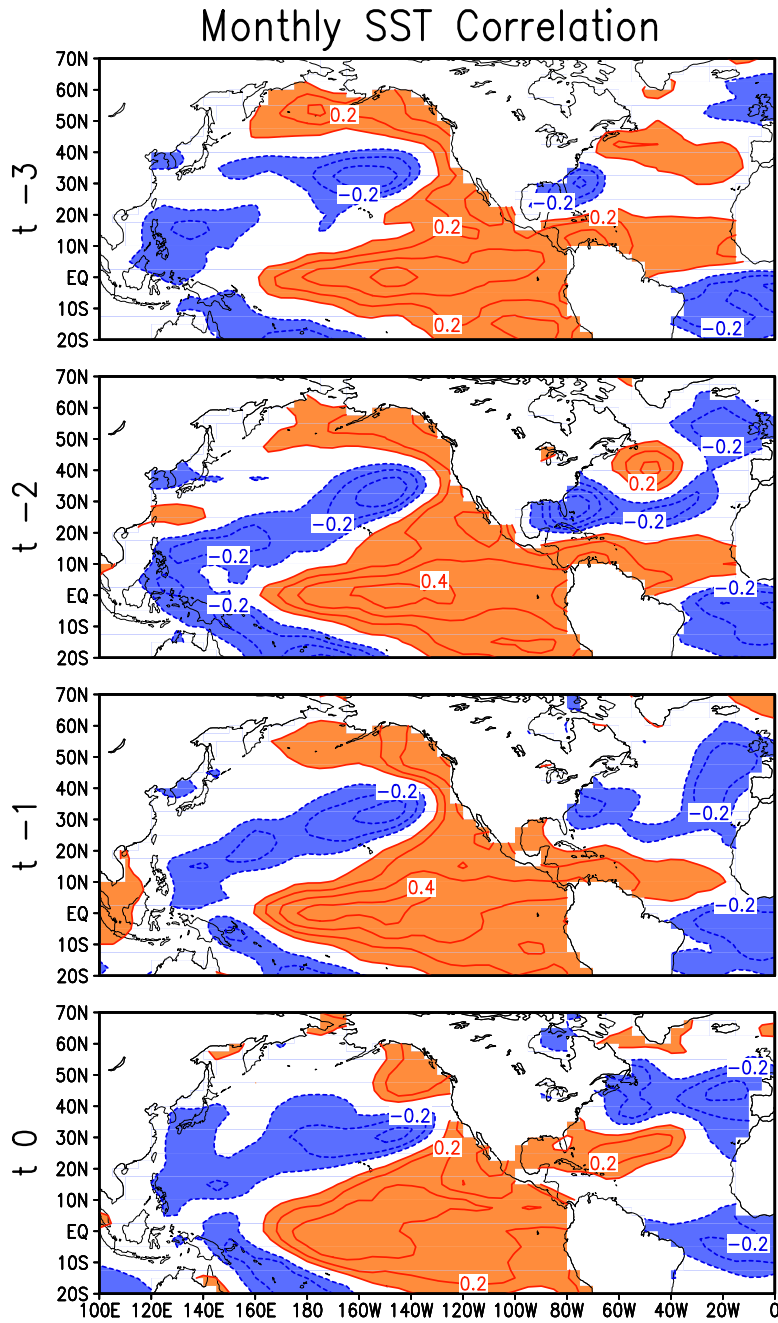 Monthly SST Correlation
t -3
70N
60N
50N
40N
30N
20N
10N
EQ
10S
20S
0.2
-0.2
-0.2
0.2
0.2
0.2
-0.2
t -2
70N
60N
50N
40N
30N
20N
10N
EQ
10S
20S
-0.2
0.2
-0.2
-0.2
-0.2
0.4
-0.2
-0.2
t -1
70N
60N
50N
40N
30N
20N
10N
EQ
10S
20S
-0.2
-0.2
0.4
-0.2
t 0
70N
60N
50N
40N
30N
20N
10N
EQ
10S
20S
-0.2
-0.2
0.2
0.2
-0.2
0.2
100E 120E 140E 160E 180 160W 140W 120W 100W 80W 60W 40W 20W 0